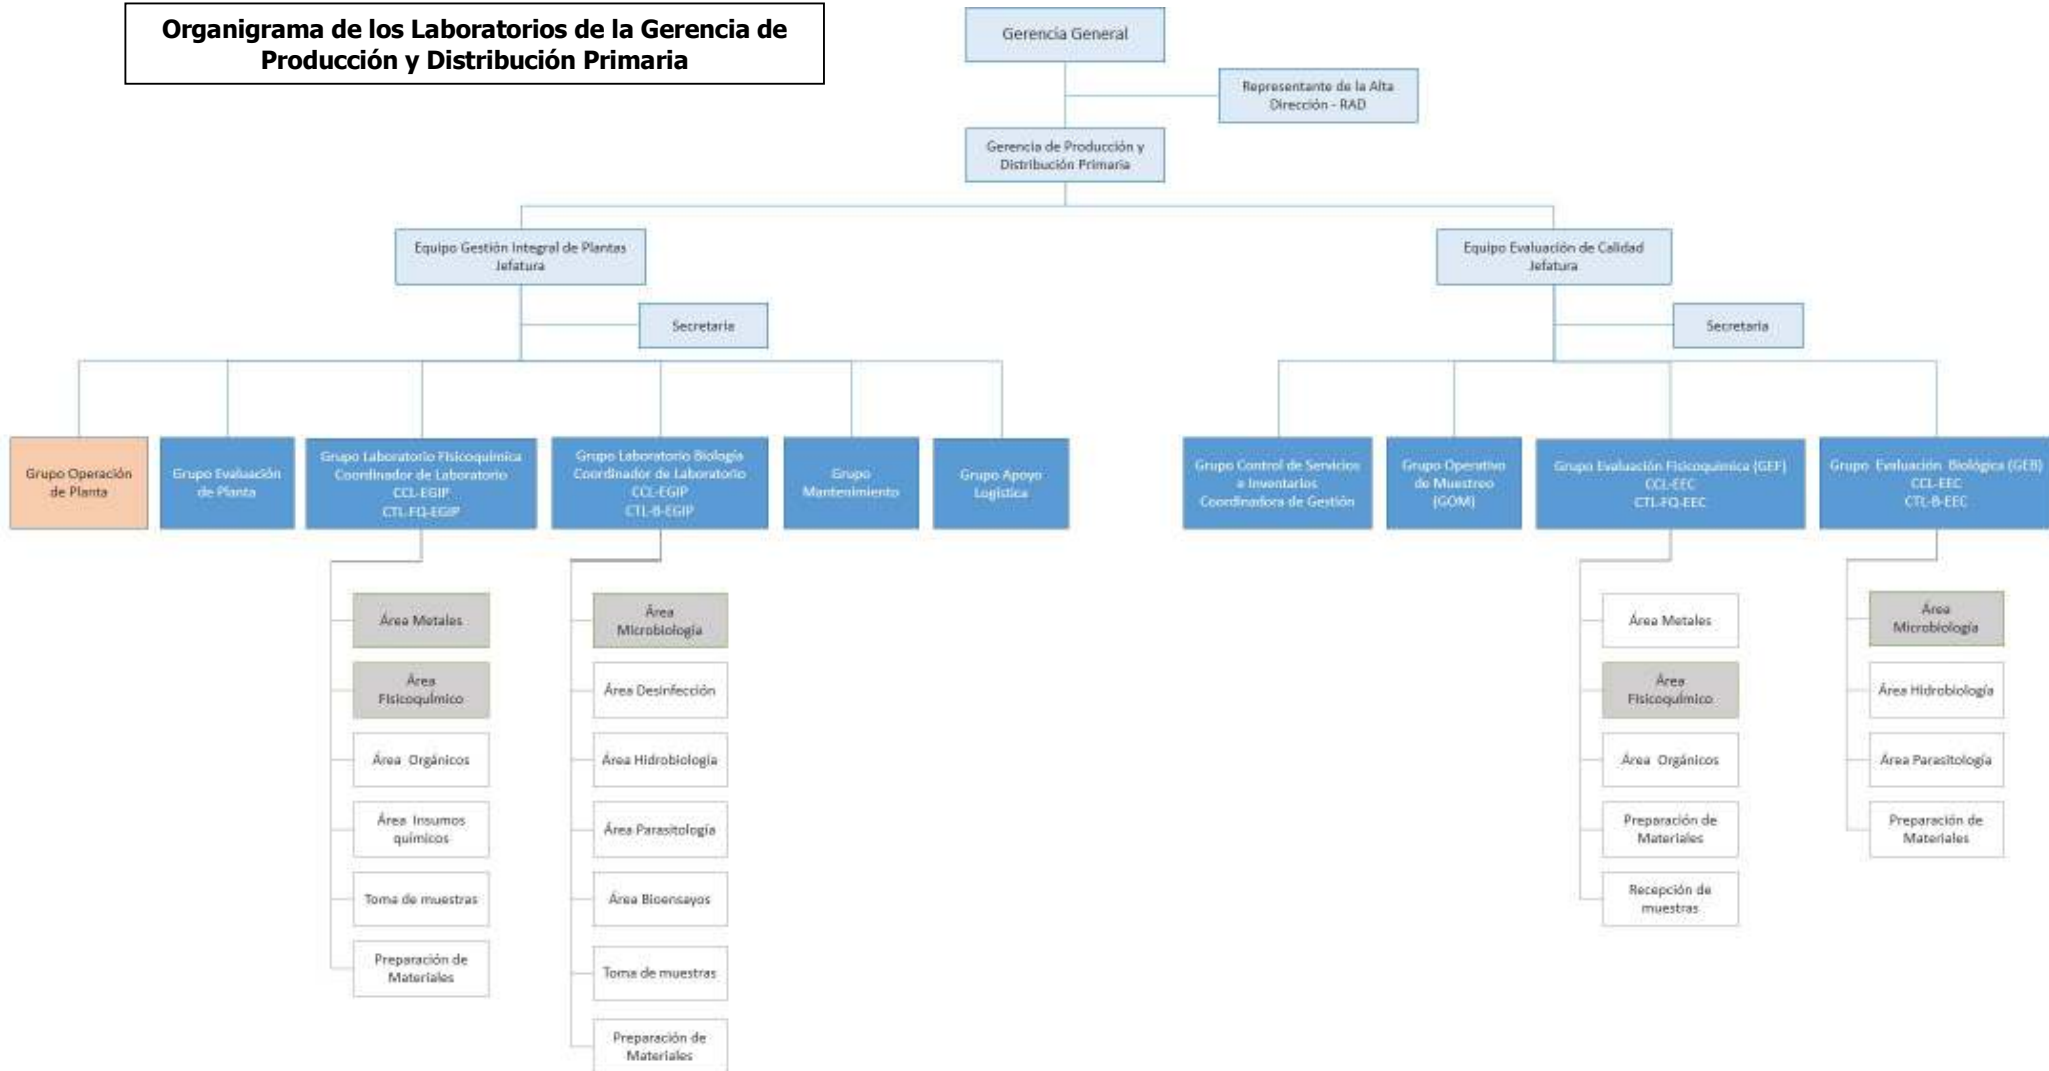 Organigrama de los Laboratorios de la Gerencia de
Producción y Distribución Primaria
Gerencia General
Representante de la Alta
Dirección - RAD
Gerencia de Producción y
Distribución Primaria
Equipo Gestión Integral de Plantas
Jefatura
Secretaria
Equipo Evaluación de Calidad
Jefatura
Secretaria
Grupo Operación
de Planta
Grupo Evaluación
de Planta
Grupo Laboratorio Fisicoquímica
Coordinador de Laboratorio
CCL-EGIP
CTL-FQ-EGIP
Grupo Laboratorio Biología
Coordinador de Laboratorio
CCL-EGIP
CTL-B-EGIP
Grupo
Mantenimiento
Grupo Apoyo
Logística
Grupo Control de Servicios
e Inventarios
Coordinadora de Gestión
Grupo Operativo
de Muestreo
(GOM)
Grupo Evaluación Fisicoquímica (GEF)
CCL-EEC
CTL-FQ-EEC
Grupo Evaluación Biológica (GEB)
CCL-EEC
CTL-B-EEC
Área Metales
Área
Fisicoquímico
Área Orgánicos
Área Insumos
químicos
Toma de muestras
Preparación de
Materiales
Área
Microbiología
Área Desinfección
Área Hidrobiología
Área Parasitología
Área Bioensayos
Toma de muestras
Preparación de
Materiales
Área Metales
Área
Fisicoquímico
Área Orgánicos
Preparación de
Materiales
Recepción de
muestras
Área
Microbiología
Área Hidrobiología
Área Parasitología
Preparación de
Materiales